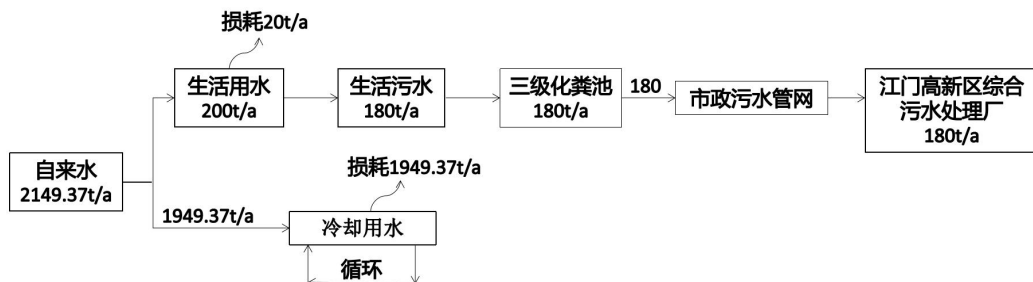 损耗20t/a
生活用水
200t/a
生活污水
180t/a
三级化粪池
180t/a
180
市政污水管网
江门高新区综合
污水处理厂
180t/a
自来水
2149.37t/a
损耗1949.37t/a
1949.37t/a
冷却用水
循环